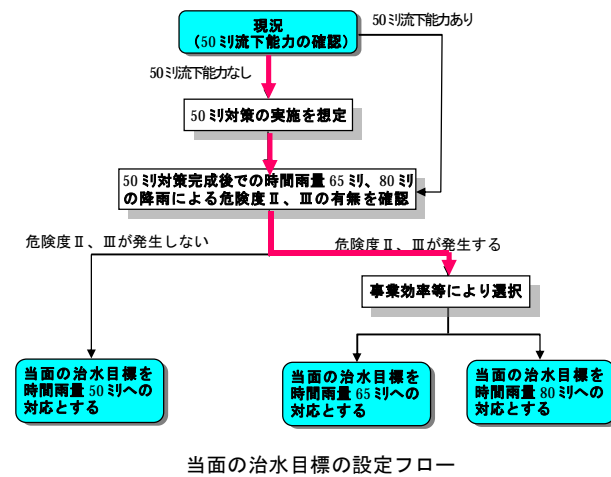 現況
(50ミリ流下能力の確認)
50ミリ流下能力あり
50ミリ流下能力なし
50ミリ対策の実施を想定
50ミリ対策完成後での時間雨量65ミリ、80ミリ
の降雨による危険度Ⅱ、Ⅲの有無を確認
危険度Ⅱ、Ⅲが発生しない
危険度Ⅱ、Ⅲが発生する
事業効率等により選択
当面の治水目標を
時間雨量50ミリへの
対応とする
当面の治水目標を
時間雨量65ミリへの
対応とする
当面の治水目標を
時間雨量80ミリへの
対応とする
当面の治水目標の設定フロー